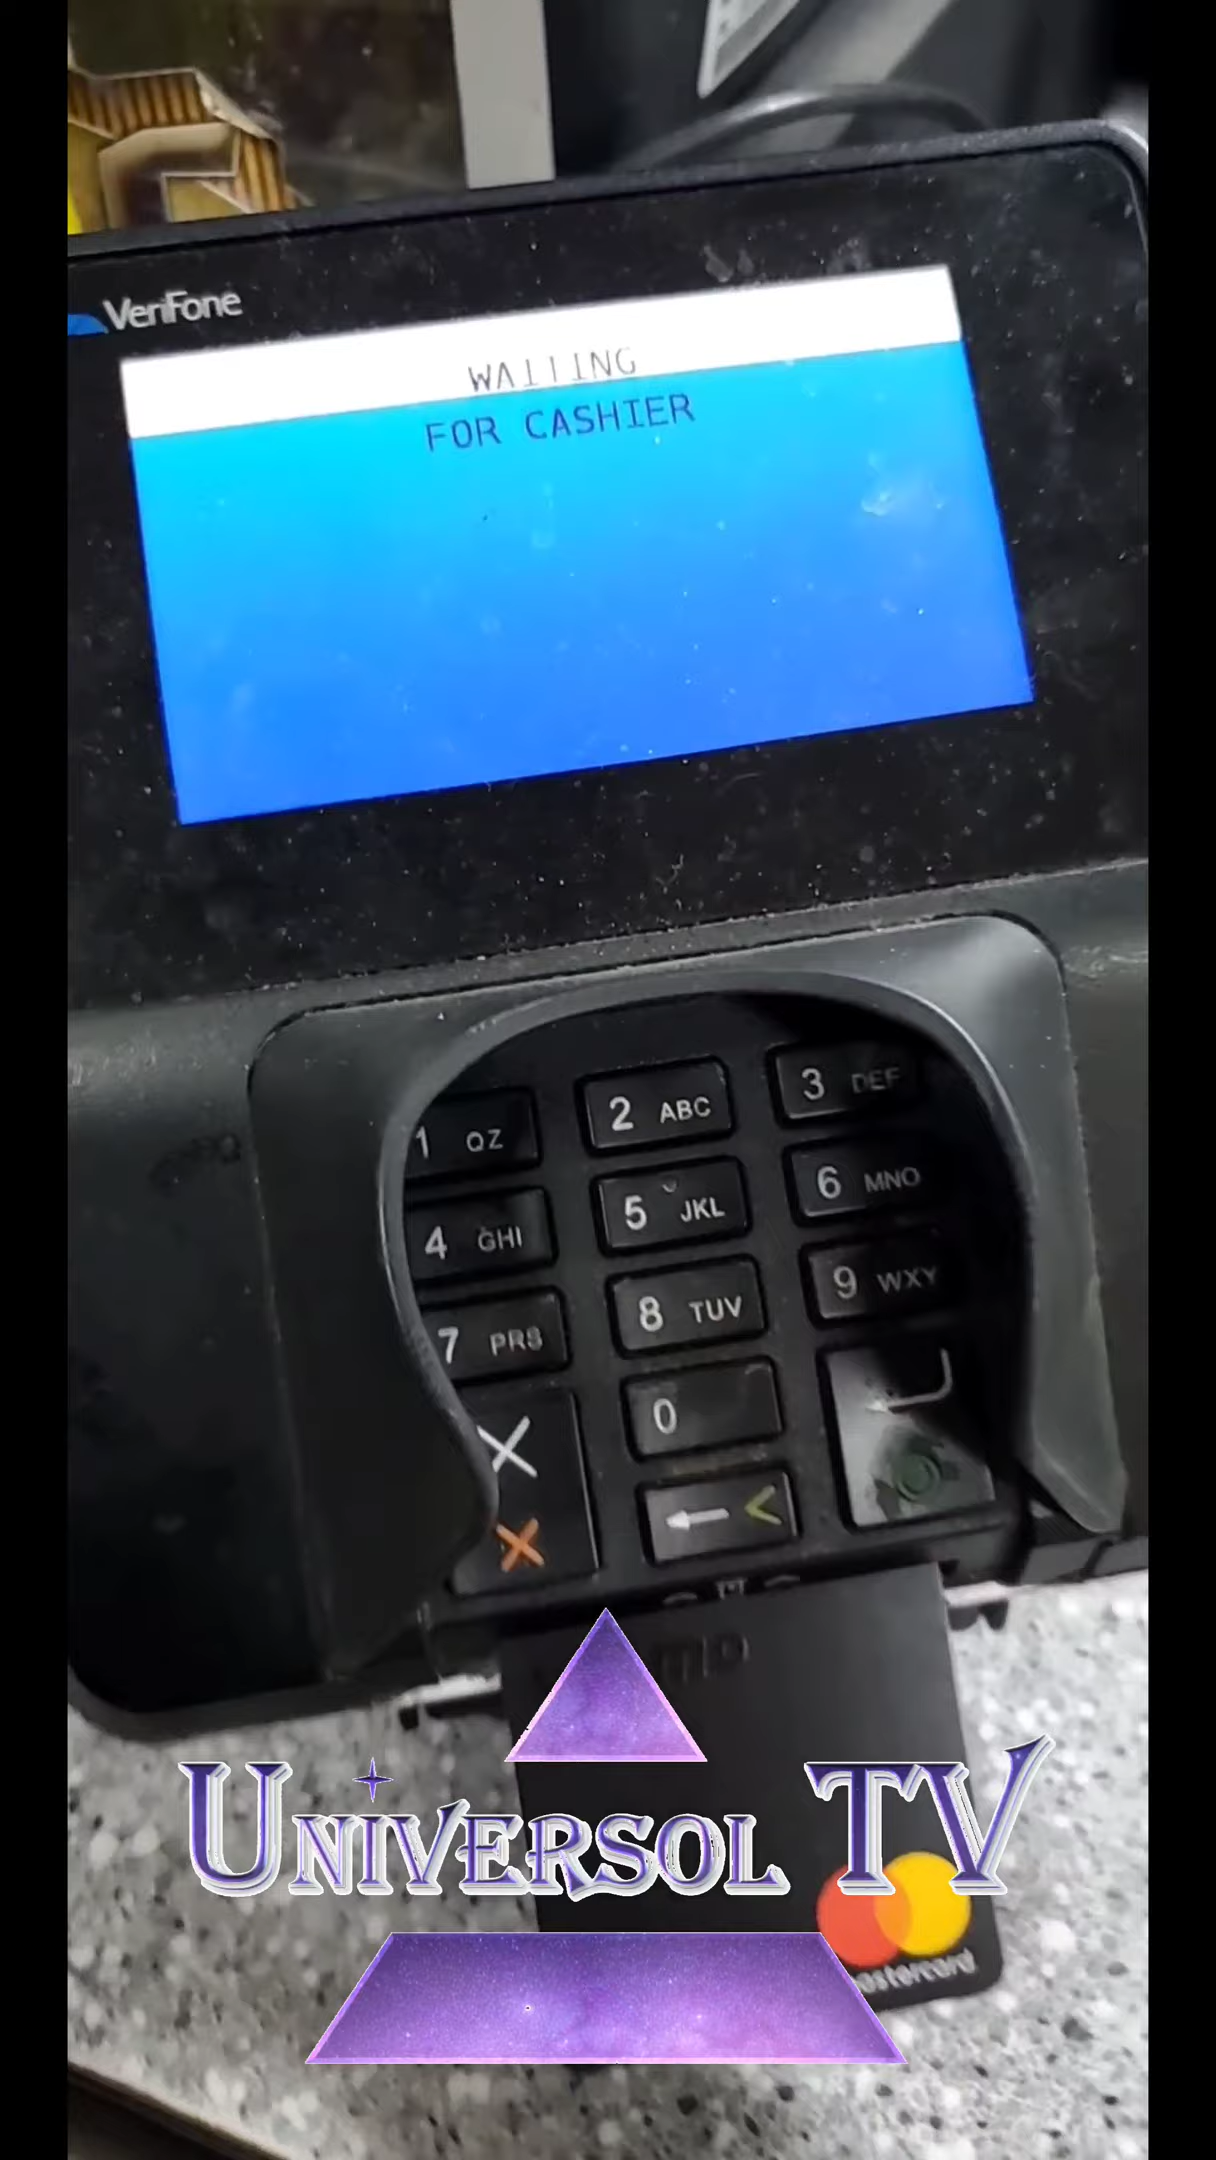 VeriFone
WAITING
FOR CASHIER
1 QZ
2 ABC
3 DEF
4 GHI
5 JKL
6 MNO
7 PRS
8 TUV
9 WXY
0
UNIVERSOL TV
mastercard